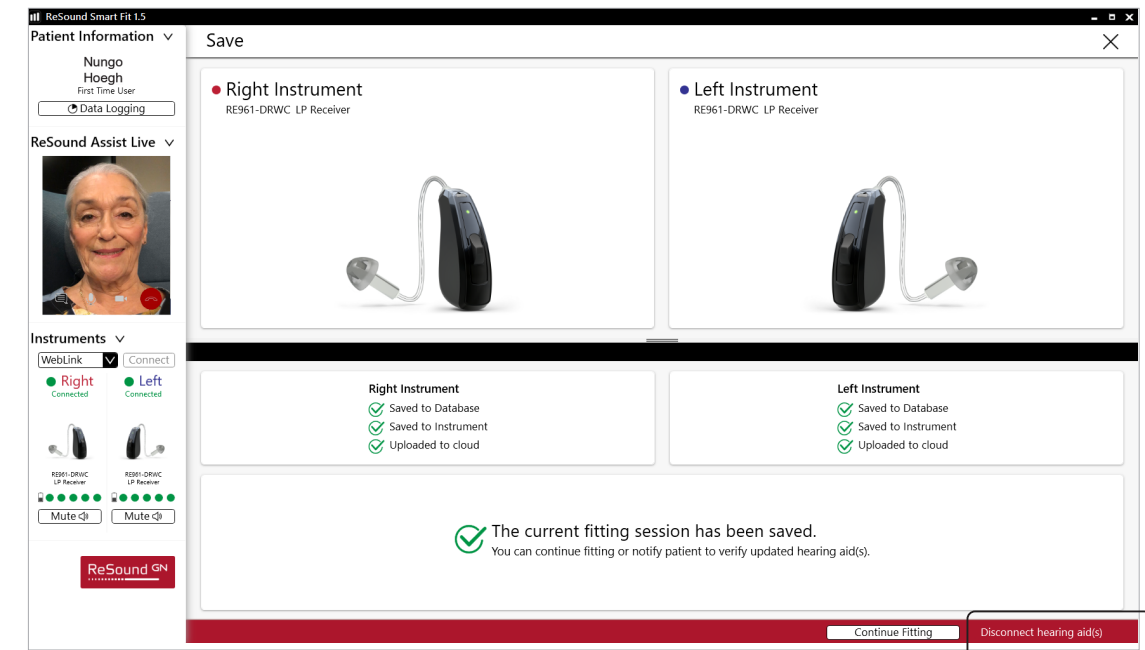 ReSound Smart Fit 1.5
Patient Information
Nungo
Hoegh
First Time User
Data Logging
ReSound Assist Live
Instruments
WebLink
Connect
Right
Left
Connected
Connected
RE961-DRWC
LP Receiver
RE961-DRWC
LP Receiver
Mute
Mute
ReSound GN
Save
Right Instrument
RE961-DRWC LP Receiver
Left Instrument
RE961-DRWC LP Receiver
Right Instrument
Saved to Database
Saved to Instrument
Uploaded to cloud
Left Instrument
Saved to Database
Saved to Instrument
Uploaded to cloud
The current fitting session has been saved.
You can continue fitting or notify patient to verify updated hearing aid(s).
Continue Fitting
Disconnect hearing aid(s)